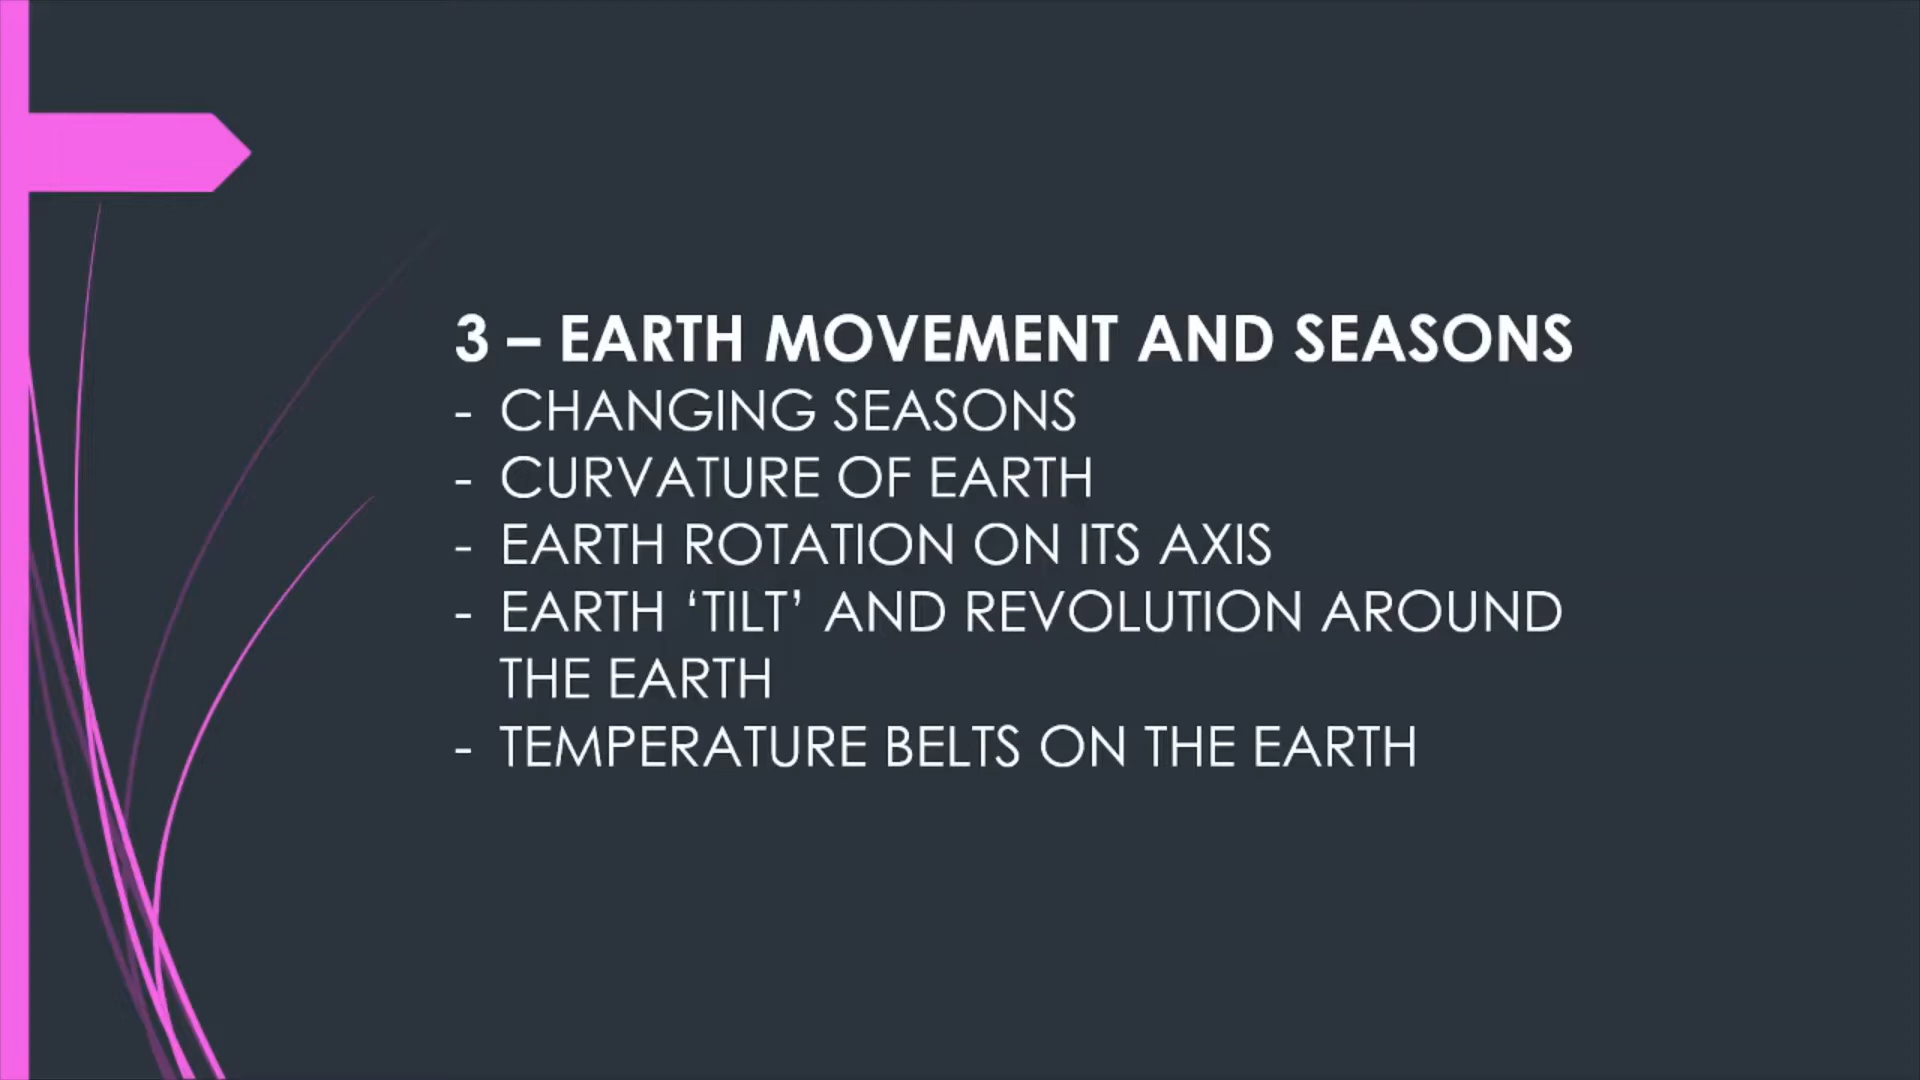 3 – EARTH MOVEMENT AND SEASONS
- CHANGING SEASONS
- CURVATURE OF EARTH
- EARTH ROTATION ON ITS AXIS
- EARTH ‘TILT’ AND REVOLUTION AROUND
THE EARTH
- TEMPERATURE BELTS ON THE EARTH